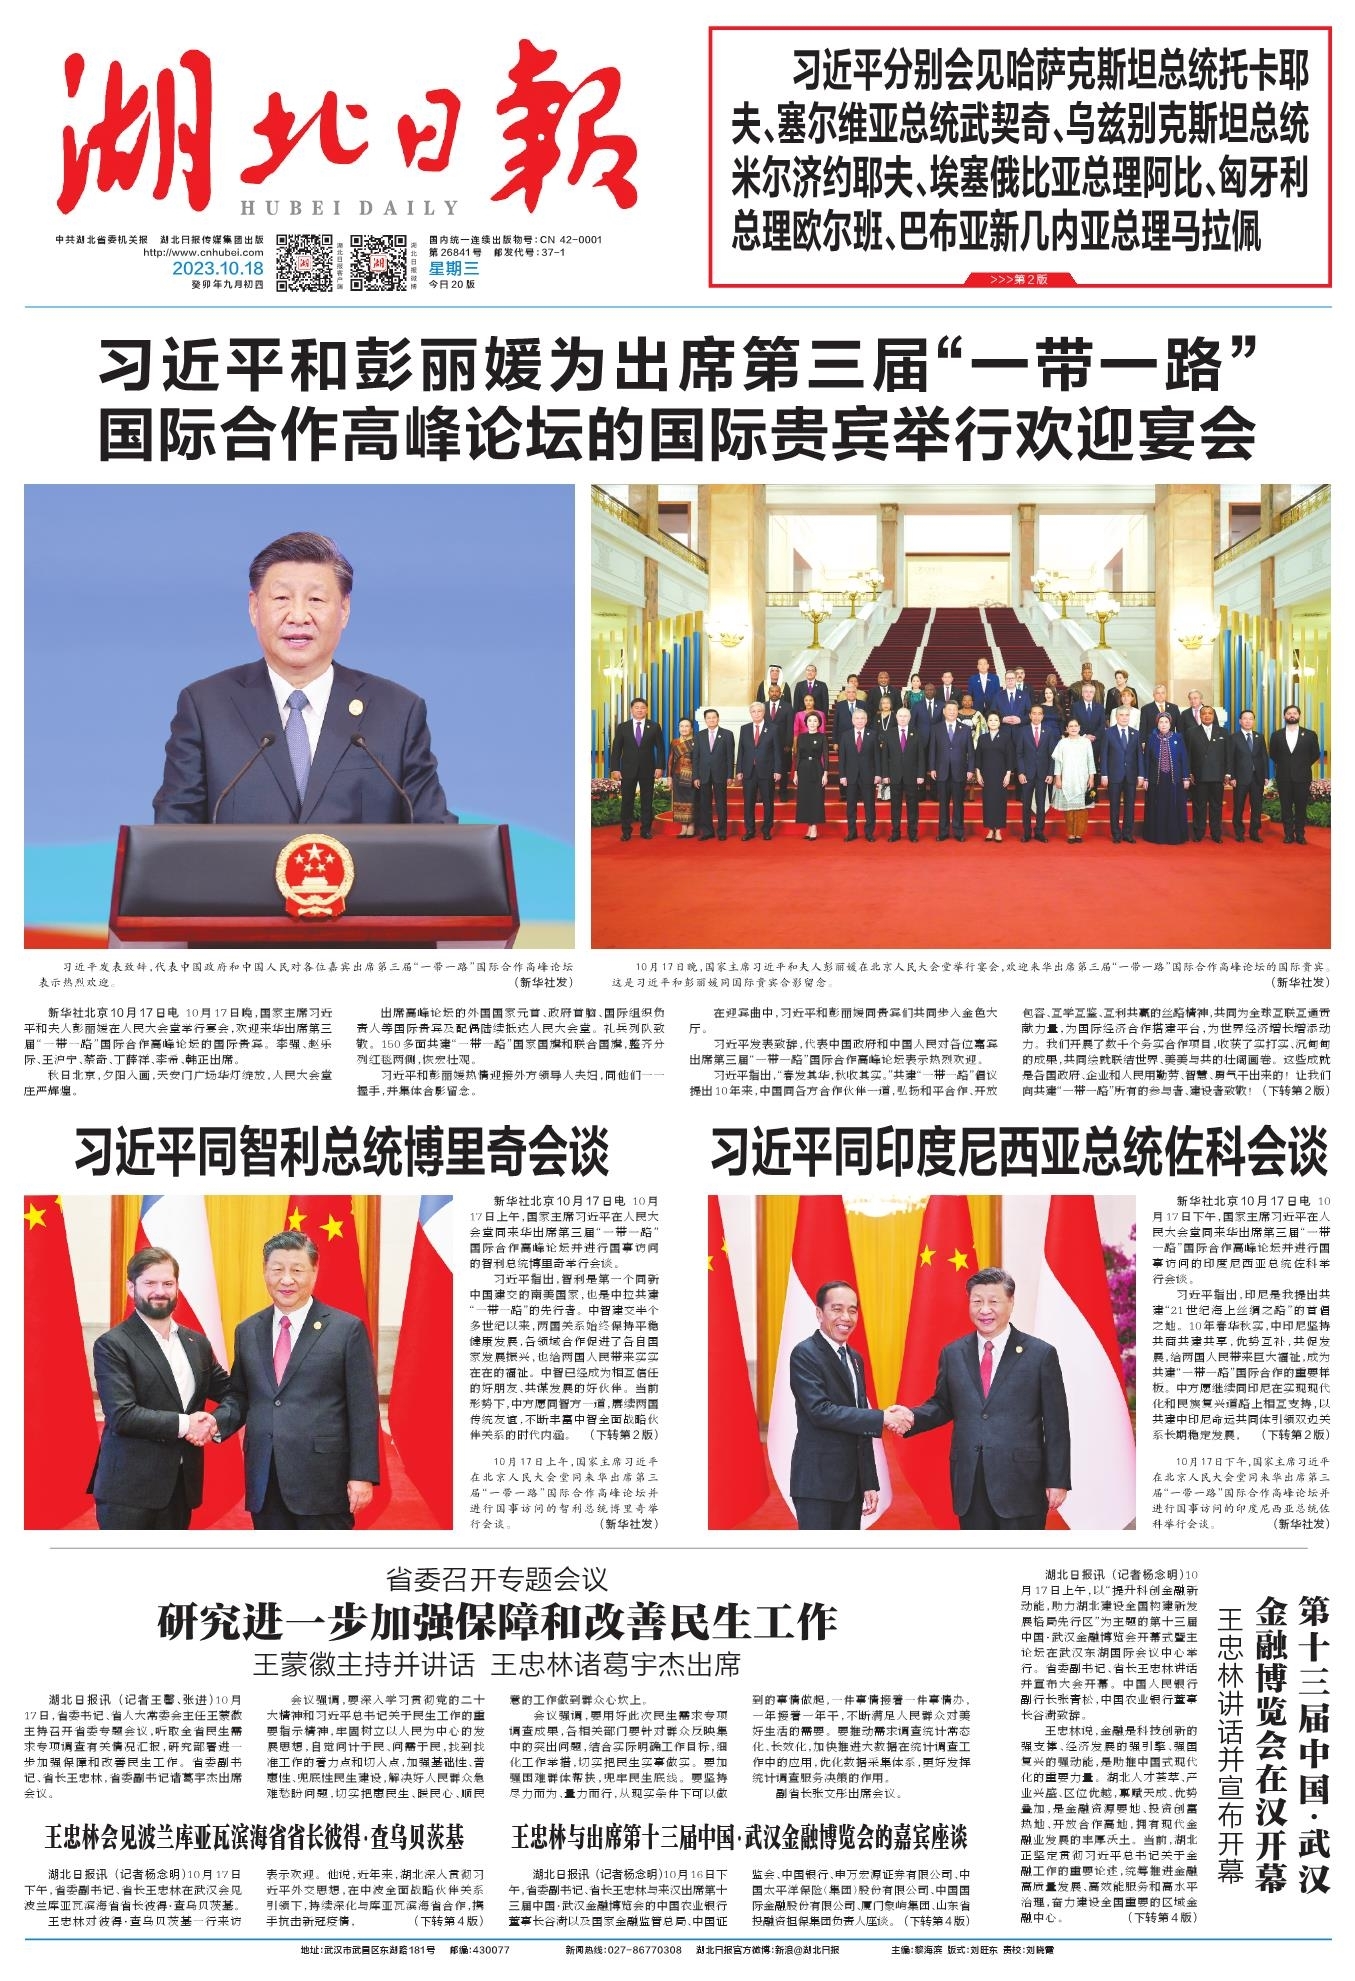 湖北日報
HUBEI DAILY
中共湖北省委机关报 湖北日报传媒集团出版
http://www.cnhubei.com
2023.10.18
癸卯年九月初四
湖北日报客户端
湖北日报微博
国内统一连续出版物号：CN 42-0001
第26841号 邮发代号：37-1
星期三
今日20版
习近平分别会见哈萨克斯坦总统托卡耶
夫、塞尔维亚总统武契奇、乌兹别克斯坦总统
米尔济约耶夫、埃塞俄比亚总理阿比、匈牙利
总理欧尔班、巴布亚新几内亚总理马拉佩
>>>第2版
习近平和彭丽媛为出席第三届“一带一路”
国际合作高峰论坛的国际贵宾举行欢迎宴会
习近平发表致辞，代表中国政府和中国人民对各位嘉宾出席第三届“一带一路”国际合作高峰论坛
表示热烈欢迎。 （新华社发）
10月17日晚，国家主席习近平和夫人彭丽媛在北京人民大会堂举行宴会，欢迎来华出席第三届“一带一路”国际合作高峰论坛的国际贵宾。
这是习近平和彭丽媛同国际贵宾合影留念。 （新华社发）
新华社北京10月17日电 10月17日晚，国家主席习近
平和夫人彭丽媛在人民大会堂举行宴会，欢迎来华出席第三
届“一带一路”国际合作高峰论坛的国际贵宾。李强、赵乐
际、王沪宁、蔡奇、丁薛祥、李希、韩正出席。
秋日北京，夕阳入画，天安门广场华灯绽放，人民大会堂
庄严辉煌。
出席高峰论坛的外国国家元首、政府首脑、国际组织负
责人等国际贵宾及配偶陆续抵达人民大会堂。礼兵列队致
敬。150多面共建“一带一路”国家国旗和联合国旗，整齐分
列红毯两侧，恢宏壮观。
习近平和彭丽媛热情迎接外方领导人夫妇，同他们一一
握手，并集体合影留念。
在迎宾曲中，习近平和彭丽媛同贵宾们共同步入金色大
厅。
习近平发表致辞，代表中国政府和中国人民对各位嘉宾
出席第三届“一带一路”国际合作高峰论坛表示热烈欢迎。
习近平指出，“春发其华，秋收其实。”共建“一带一路”倡议
提出10年来，中国同各方合作伙伴一道，弘扬和平合作、开放
包容、互学互鉴、互利共赢的丝路精神，共同为全球互联互通贡
献力量，为国际经济合作搭建平台，为世界经济增长增添动
力。我们开展了数千个务实合作项目，收获了实打实、沉甸甸
的成果，共同绘就联结世界、美美与共的壮阔画卷。这些成就
是各国政府、企业和人民用勤劳、智慧、勇气干出来的！让我们
向共建“一带一路”所有的参与者、建设者致敬！（下转第2版）
习近平同智利总统博里奇会谈
新华社北京10月17日电 10月
17日上午，国家主席习近平在人民大
会堂同来华出席第三届“一带一路”
国际合作高峰论坛并进行国事访问
的智利总统博里奇举行会谈。
习近平指出，智利是第一个同新
中国建交的南美国家，也是中拉共建
“一带一路”的先行者。中智建交半个
多世纪以来，两国关系始终保持平稳
健康发展，各领域合作促进了各自国
家发展振兴，也给两国人民带来实实
在在的福祉。中智已经成为相互信任
的好朋友、共谋发展的好伙伴。当前
形势下，中方愿同智方一道，赓续两国
传统友谊，不断丰富中智全面战略伙
伴关系的时代内涵。 （下转第2版）
10月17日上午，国家主席习近平
在北京人民大会堂同来华出席第三
届“一带一路”国际合作高峰论坛并
进行国事访问的智利总统博里奇举
行会谈。 （新华社发）
习近平同印度尼西亚总统佐科会谈
新华社北京10月17日电 10
月17日下午，国家主席习近平在人
民大会堂同来华出席第三届“一带
一路”国际合作高峰论坛并进行国
事访问的印度尼西亚总统佐科举
行会谈。
习近平指出，印尼是我提出共
建“21世纪海上丝绸之路”的首倡
之地。10年春华秋实，中印尼坚持
共商共建共享，优势互补，共促发
展，给两国人民带来巨大福祉，成为
共建“一带一路”国际合作的重要样
板。中方愿继续同印尼在实现现代
化和民族复兴道路上相互支持，以
共建中印尼命运共同体引领双边关
系长期稳定发展， （下转第2版）
10月17日下午，国家主席习近平
在北京人民大会堂同来华出席第三
届“一带一路”国际合作高峰论坛并
进行国事访问的印度尼西亚总统佐
科举行会谈。 （新华社发）
省委召开专题会议
研究进一步加强保障和改善民生工作
王蒙徽主持并讲话 王忠林诸葛宇杰出席
湖北日报讯（记者王馨、张进）10月
17日，省委书记、省人大常委会主任王蒙徽
主持召开省委专题会议，听取全省民生需
求专项调查有关情况汇报，研究部署进一
步加强保障和改善民生工作。省委副书
记、省长王忠林，省委副书记诸葛宇杰出席
会议。
会议强调，要深入学习贯彻党的二十
大精神和习近平总书记关于民生工作的重
要指示精神，牢固树立以人民为中心的发
展思想，自觉问计于民、问需于民，找到找
准工作的着力点和切入点，加强基础性、普
惠性、兜底性民生建设，解决好人民群众急
难愁盼问题，切实把惠民生、暖民心、顺民
意的工作做到群众心坎上。
会议强调，要用好此次民生需求专项
调查成果，各相关部门要针对群众反映集
中的突出问题，结合实际明确工作目标，细
化工作举措，切实把民生实事做实。要加
强困难群体帮扶，兜牢民生底线。要坚持
尽力而为、量力而行，从现实条件下可以做
到的事情做起，一件事情接着一件事情办，
一年接着一年干，不断满足人民群众对美
好生活的需要。要推动需求调查统计常态
化、长效化，加快推进大数据在统计调查工
作中的应用，优化数据采集体系，更好发挥
统计调查服务决策的作用。
副省长张文彤出席会议。
王忠林会见波兰库亚瓦滨海省省长彼得·查乌贝茨基
湖北日报讯（记者杨念明）10月17日
下午，省委副书记、省长王忠林在武汉会见
波兰库亚瓦滨海省省长彼得·查乌贝茨基。
王忠林对彼得·查乌贝茨基一行来访
表示欢迎。他说，近年来，湖北深入贯彻习
近平外交思想，在中波全面战略伙伴关系
引领下，持续深化与库亚瓦滨海省合作，携
手抗击新冠疫情， （下转第4版）
王忠林与出席第十三届中国·武汉金融博览会的嘉宾座谈
湖北日报讯（记者杨念明）10月16日下
午，省委副书记、省长王忠林与来汉出席第十
三届中国·武汉金融博览会的中国农业银行
董事长谷澍以及国家金融监管总局、中国证
监会、中国银行、申万宏源证券有限公司、中
国太平洋保险（集团）股份有限公司、中国国
际金融股份有限公司、厦门象屿集团、山东省
投融资担保集团负责人座谈。（下转第4版）
第十三届中国·武汉
金融博览会在汉开幕
王忠林讲话并宣布开幕
湖北日报讯（记者杨念明）10
月17日上午，以“提升科创金融新
动能，助力湖北建设全国构建新发
展格局先行区”为主题的第十三届
中国·武汉金融博览会开幕式暨主
论坛在武汉东湖国际会议中心举
行。省委副书记、省长王忠林讲话
并宣布大会开幕。中国人民银行
副行长张青松，中国农业银行董事
长谷澍致辞。
王忠林说，金融是科技创新的
强支撑、经济发展的强引擎、强国
复兴的强动能，是助推中国式现代
化的重要力量。湖北人才荟萃、产
业兴盛、区位优越，禀赋天成、优势
叠加，是金融资源要地、投资创富
热地、开放合作高地，拥有现代金
融业发展的丰厚沃土。当前，湖北
正坚定贯彻习近平总书记关于金
融工作的重要论述，统筹推进金融
高质量发展、高效能服务和高水平
治理，奋力建设全国重要的区域金
融中心。 （下转第4版）
地址：武汉市武昌区东湖路181号 邮编：430077 新闻热线：027-86770308 湖北日报官方微博：新浪@湖北日报 主编：黎海滨 版式：刘旺东 责校：刘晓霭